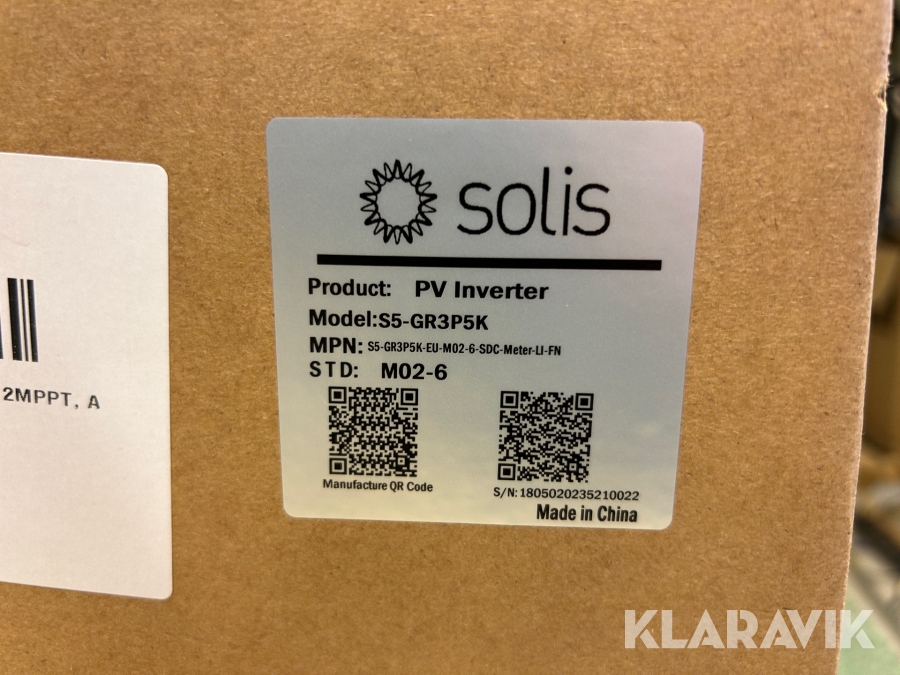 solis
Product: PV Inverter
Model:S5-GR3P5K
MPN: S5-GR3P5K-EU-M02-6-SDC-Meter-LI-FN
STD: M02-6
Manufacture QR Code
S/N:1805020235210022
Made in China
2MPPT, A
KLARAVIK